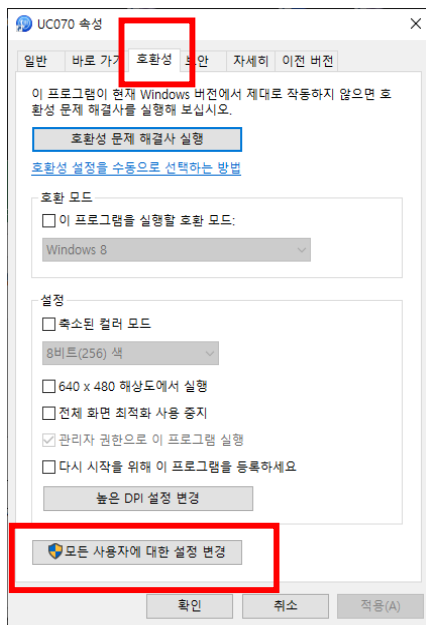 UC070 속성
일반 바로 가기 호환성 보안 자세히 이전 버전
이 프로그램이 현재 Windows 버전에서 제대로 작동하지 않으면 호
환성 문제 해결사를 실행해 보십시오.
호환성 문제 해결사 실행
호환성 설정을 수동으로 선택하는 방법
호환 모드
이 프로그램을 실행할 호환 모드:
Windows 8
설정
축소된 컬러 모드
8비트(256) 색
640 x 480 해상도에서 실행
전체 화면 최적화 사용 중지
관리자 권한으로 이 프로그램 실행
다시 시작을 위해 이 프로그램을 등록하세요
높은 DPI 설정 변경
모든 사용자에 대한 설정 변경
확인 취소 적용(A)